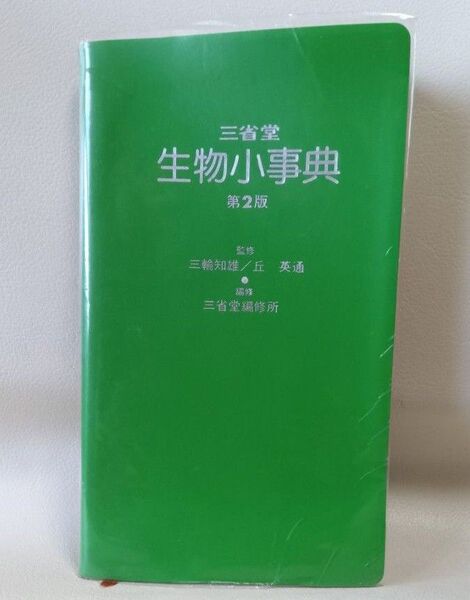 三省堂
生物小事典
第2版
監修
三輪知雄/丘 英通
編修
三省堂編修所